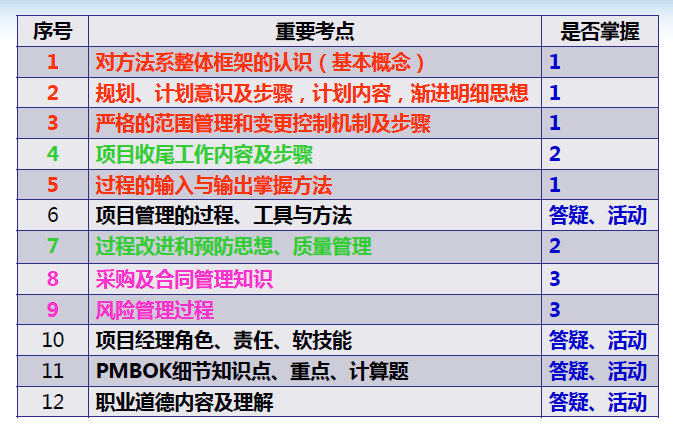 序号 重要考点 是否掌握
1 对方法系整体框架的认识（基本概念） 1
2 规划、计划意识及步骤，计划内容，渐进明细思想 1
3 严格的范围管理和变更控制机制及步骤 1
4 项目收尾工作内容及步骤 2
5 过程的输入与输出掌握方法 1
6 项目管理的过程、工具与方法 答疑、活动
7 过程改进和预防思想、质量管理 2
8 采购及合同管理知识 3
9 风险管理过程 3
10 项目经理角色、责任、软技能 答疑、活动
11 PMBOK细节知识点、重点、计算题 答疑、活动
12 职业道德内容及理解 答疑、活动